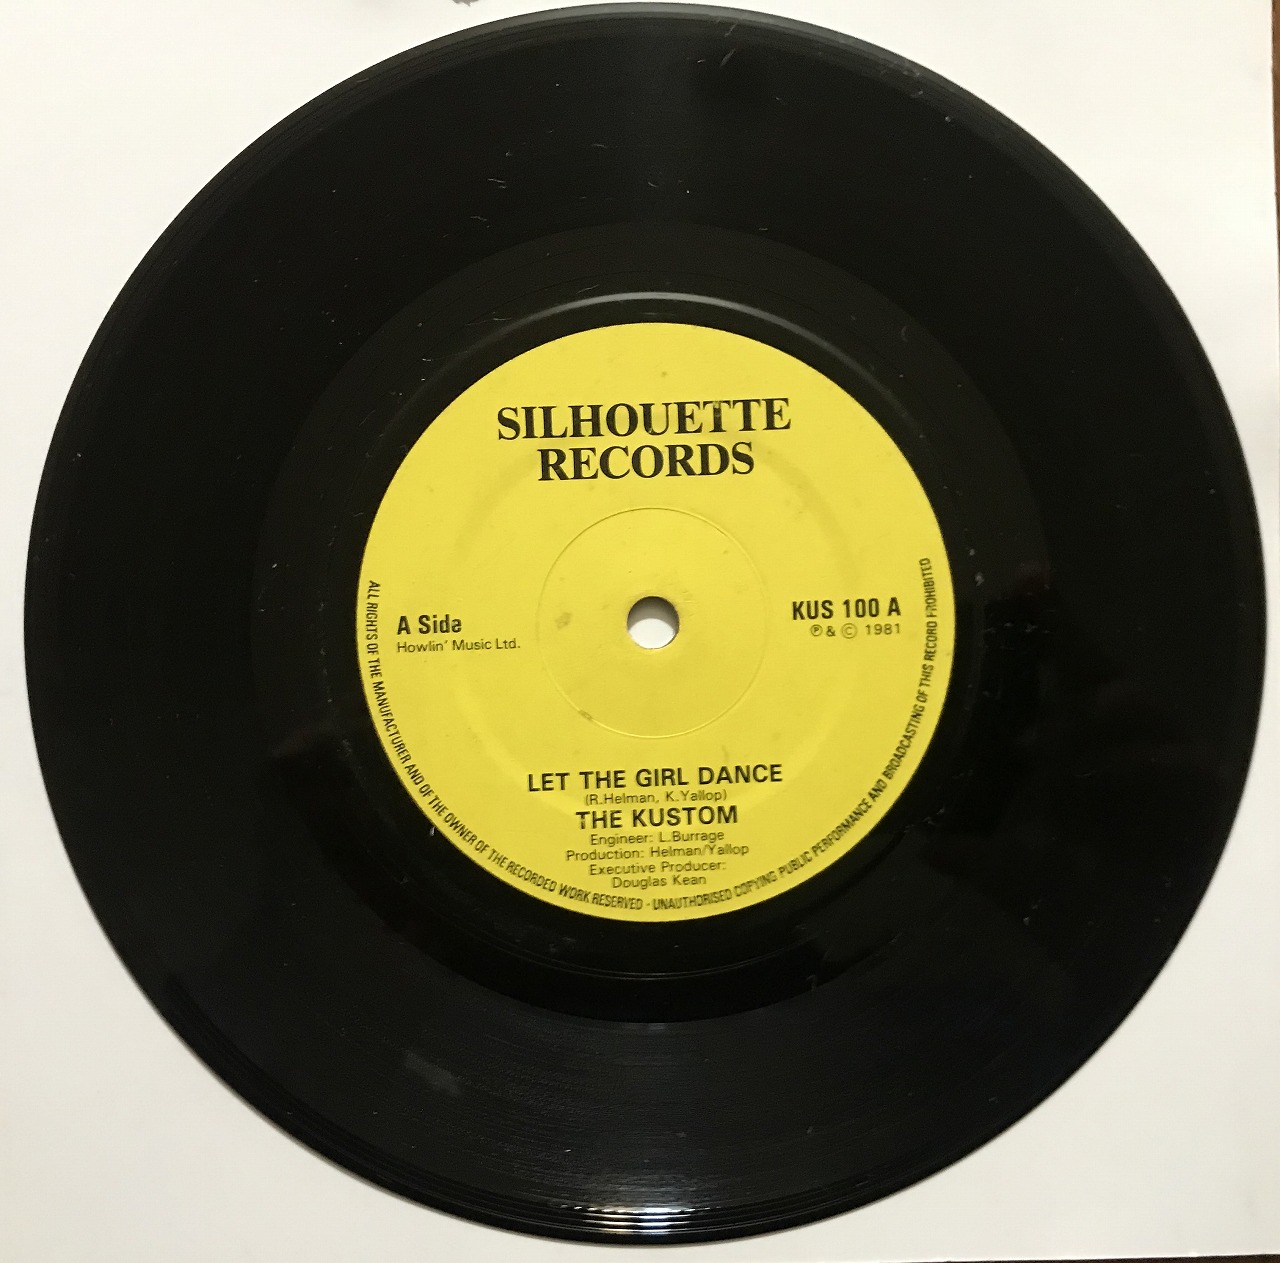 SILHOUETTE
RECORDS
A Side
Howlin' Music Ltd.
KUS 100 A
℗ & © 1981
LET THE GIRL DANCE
(R.Helman, K.Yallop)
THE KUSTOM
Engineer: L.Burrage
Production: Helman/Yallop
Executive Producer:
Douglas Kean
ALL RIGHTS OF THE MANUFACTURER AND OF THE OWNER OF THE RECORDED WORK RESERVED - UNAUTHORISED COPYING PUBLIC PERFORMANCE AND BROADCASTING OF THIS RECORD PROHIBITED